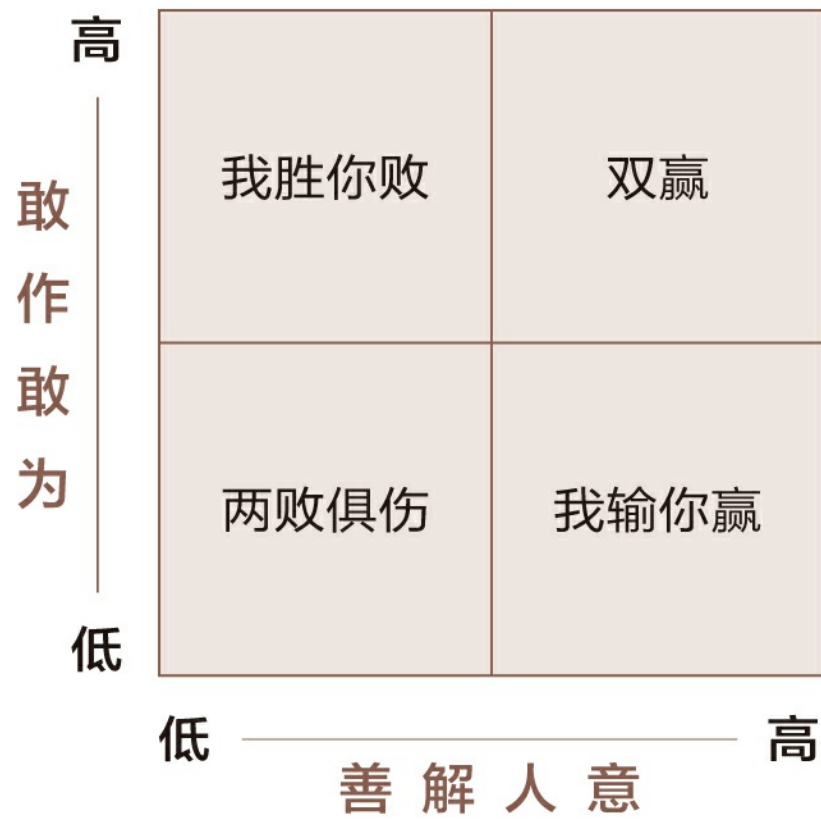 高
我胜你败 双赢
敢作敢为
两败俱伤 我输你赢
低
低 高
善解人意